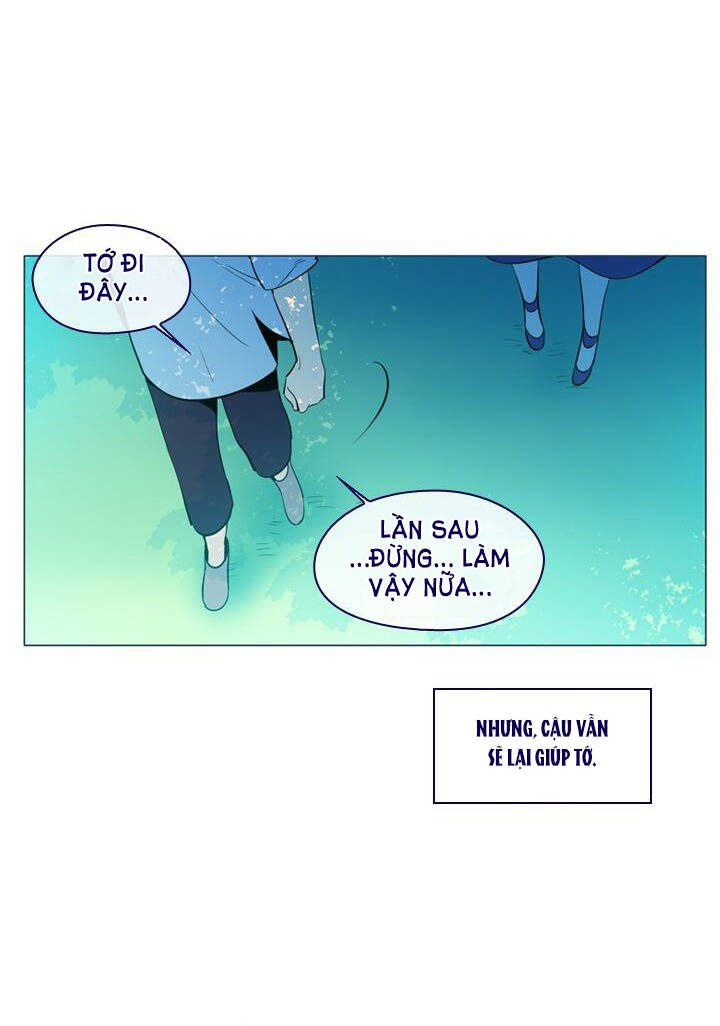 TỚ ĐI
ĐÂY...
LẦN SAU
...ĐỪNG... LÀM
VẬY NỮA...
NHƯNG, CẬU VẪN
SẼ LẠI GIÚP TỚ.